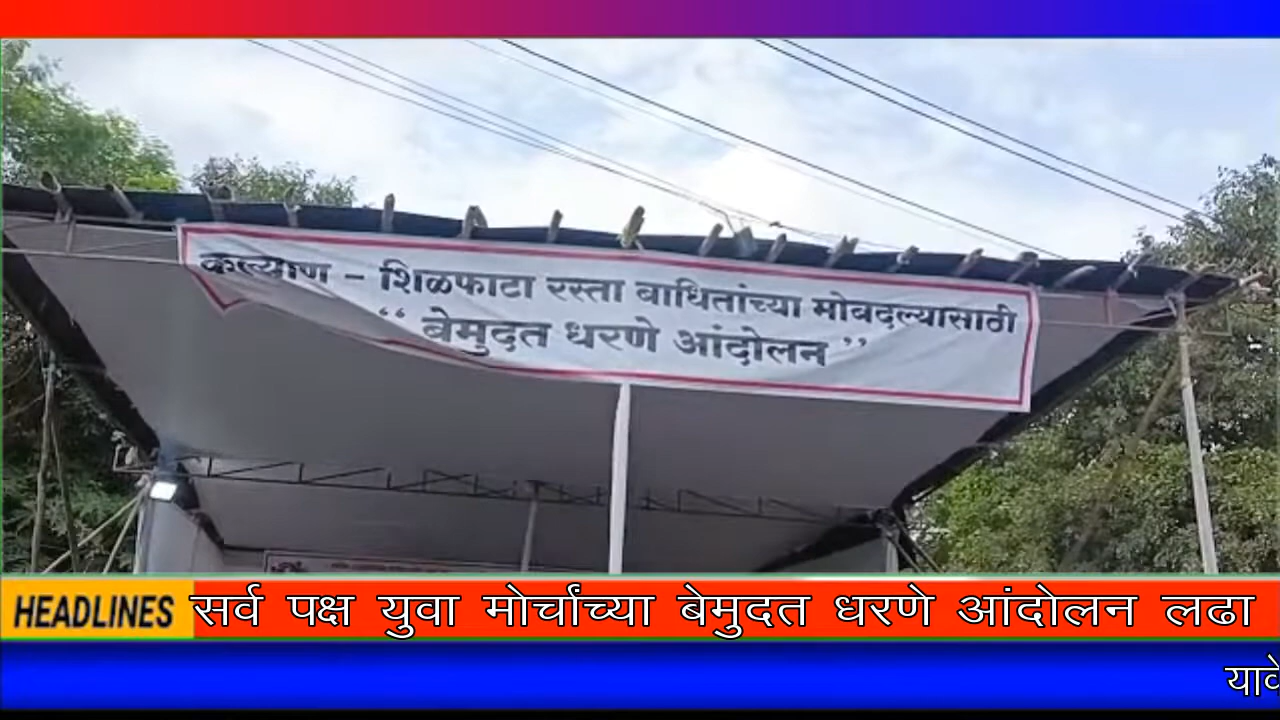 कल्याण - शिळफाटा रस्ता बाधितांच्या मोबदल्यासाठी
“ बेमुदत धरणे आंदोलन ”
HEADLINES सर्व पक्ष युवा मोर्चांच्या बेमुदत धरणे आंदोलन लढा